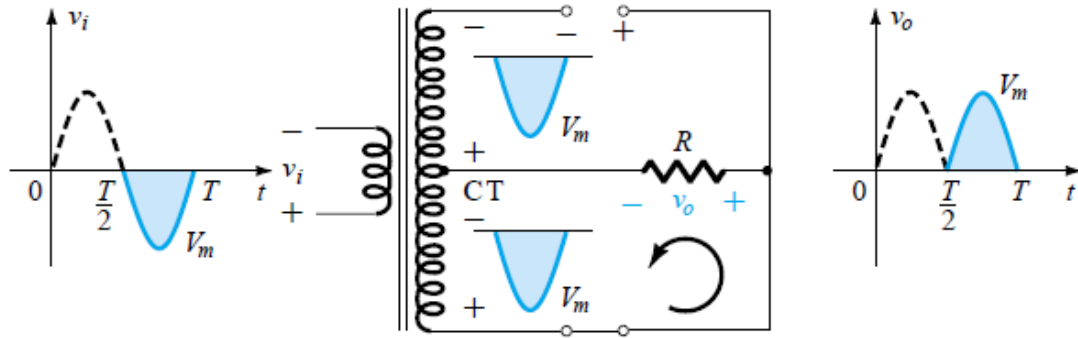 v_i
0
T/2
T
t
V_m
−
v_i
+
−
− +
V_m
+
CT
−
V_m
+
R
− v_o +
v_o
V_m
0
T/2
T
t